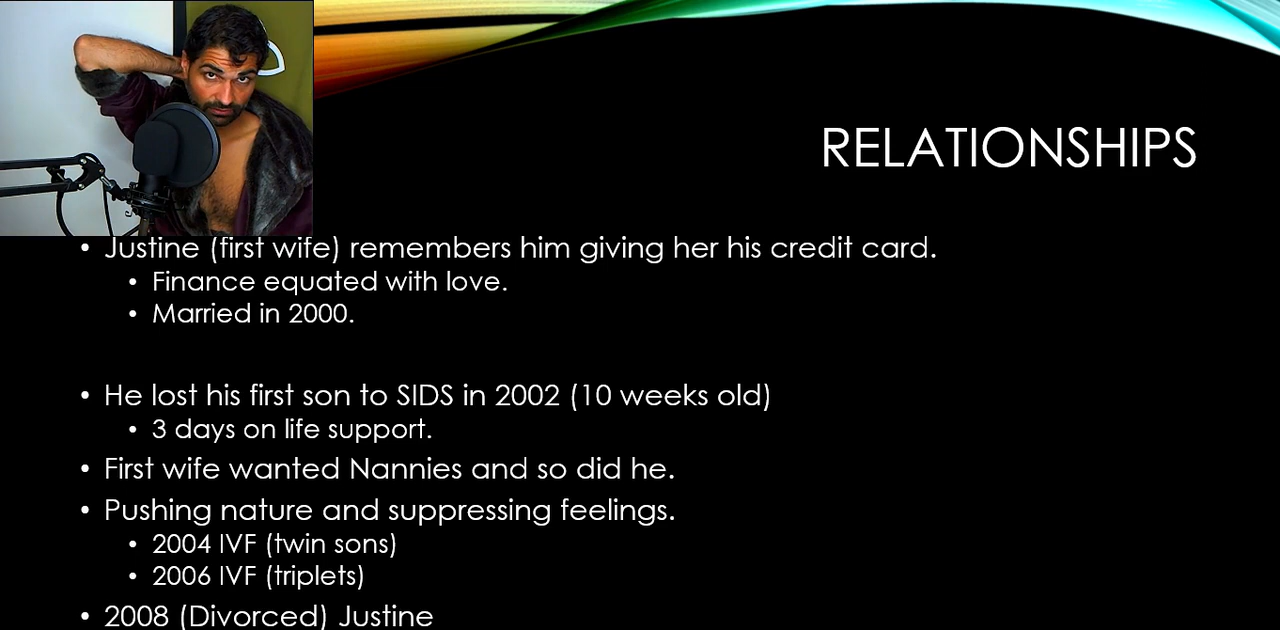 RELATIONSHIPS
• Justine (first wife) remembers him giving her his credit card.
• Finance equated with love.
• Married in 2000.
• He lost his first son to SIDS in 2002 (10 weeks old)
• 3 days on life support.
• First wife wanted Nannies and so did he.
• Pushing nature and suppressing feelings.
• 2004 IVF (twin sons)
• 2006 IVF (triplets)
• 2008 (Divorced) Justine